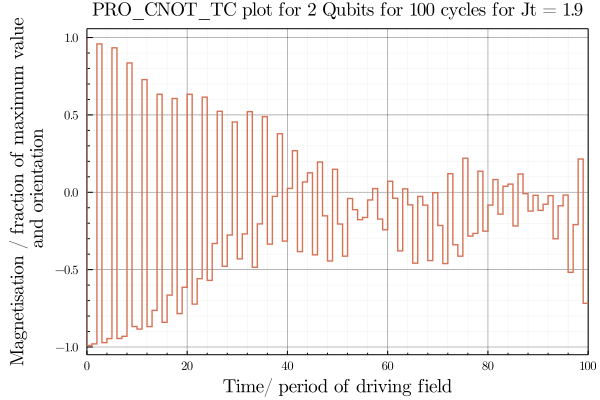 PRO_CNOT_TC plot for 2 Qubits for 100 cycles for Jt = 1.9
Magnetisation / fraction of maximum value
and orientation
1.0
0.5
0.0
−0.5
−1.0
0
20
40
60
80
100
Time/ period of driving field